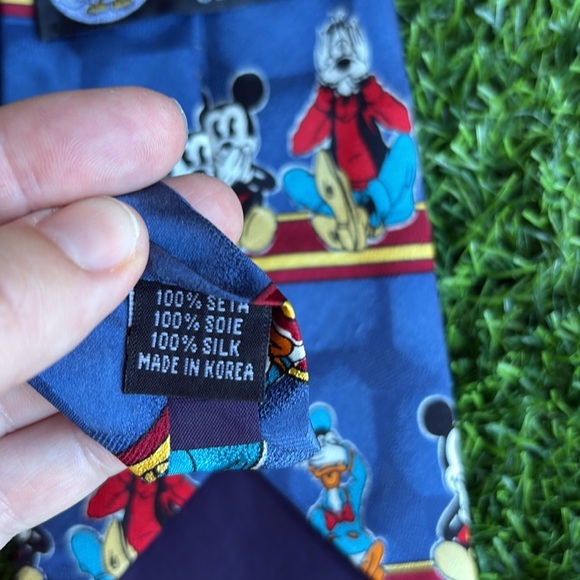 100% SETA
100% SOIE
100% SILK
MADE IN KOREA